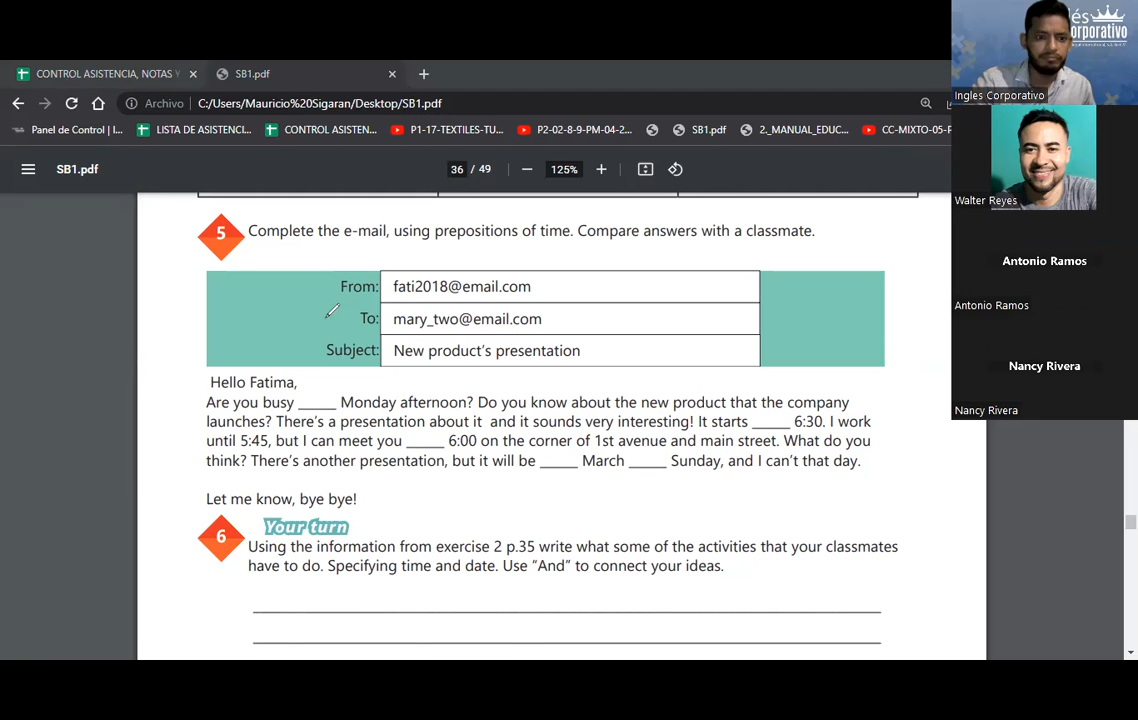 és
orporativo
Ingles Corporativo
CONTROL ASISTENCIA, NOTAS Y
SB1.pdf
Archivo
C:/Users/Mauricio%20Sigaran/Desktop/SB1.pdf
Panel de Control | I...
LISTA DE ASISTENCI...
CONTROL ASISTEN...
P1-17-TEXTILES-TU...
P2-02-8-9-PM-04-2...
SB1.pdf
2._MANUAL_EDUC...
CC-MIXTO-05-P
SB1.pdf
36 / 49
125%
Walter Reyes
Antonio Ramos
Antonio Ramos
Nancy Rivera
Nancy Rivera
5
Complete the e-mail, using prepositions of time. Compare answers with a classmate.
From: fati2018@email.com
To: mary_two@email.com
Subject: New product's presentation
Hello Fatima,
Are you busy _____ Monday afternoon? Do you know about the new product that the company
launches? There's a presentation about it and it sounds very interesting! It starts _____ 6:30. I work
until 5:45, but I can meet you _____ 6:00 on the corner of 1st avenue and main street. What do you
think? There's another presentation, but it will be _____ March _____ Sunday, and I can't that day.
Let me know, bye bye!
6
Your turn
Using the information from exercise 2 p.35 write what some of the activities that your classmates
have to do. Specifying time and date. Use "And" to connect your ideas.